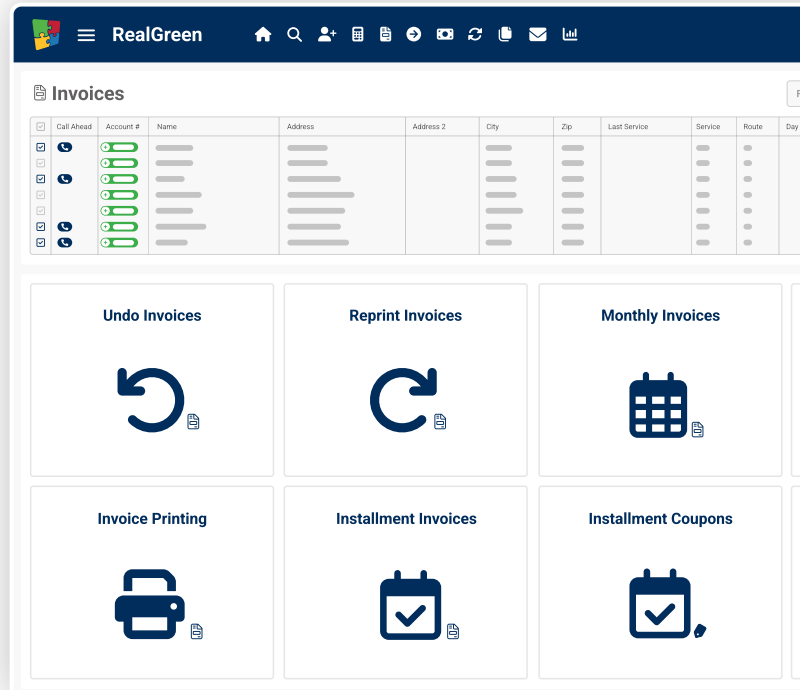 RealGreen
Invoices
Call Ahead Account # Name Address Address 2 City Zip Last Service Service Route Day
Undo Invoices Reprint Invoices Monthly Invoices
Invoice Printing Installment Invoices Installment Coupons